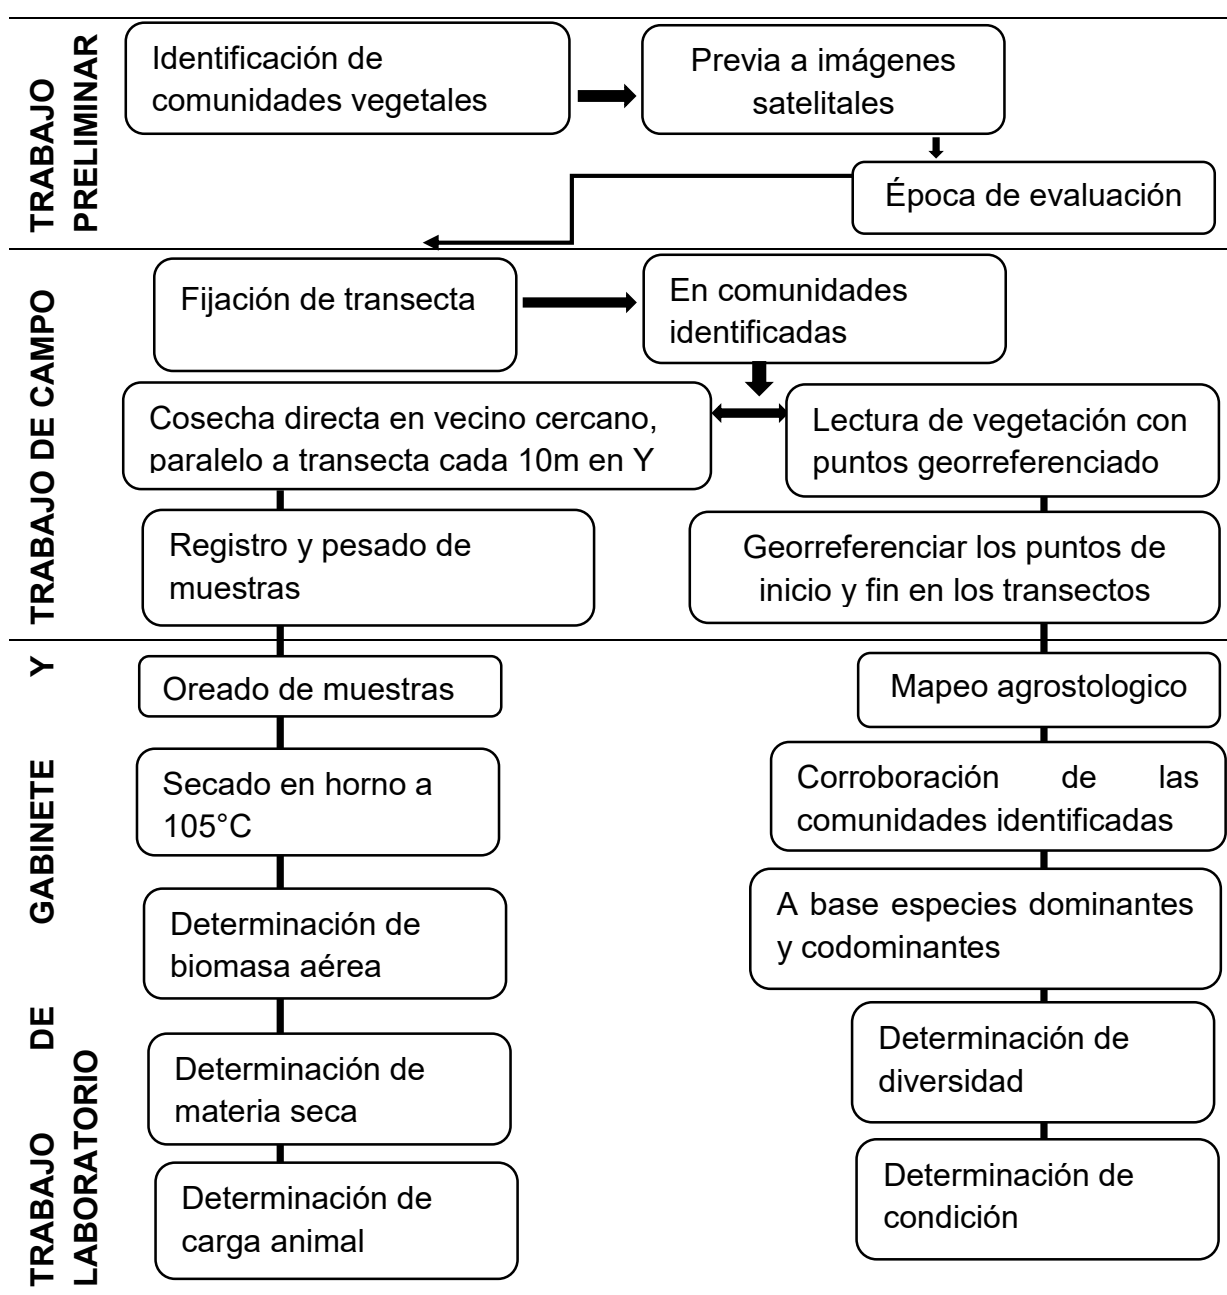 TRABAJO
PRELIMINAR
Identificación de
comunidades vegetales
Previa a imágenes
satelitales
Época de evaluación
TRABAJO DE CAMPO
Fijación de transecta
En comunidades
identificadas
Cosecha directa en vecino cercano,
paralelo a transecta cada 10m en Y
Lectura de vegetación con
puntos georreferenciado
Registro y pesado de
muestras
Georreferenciar los puntos de
inicio y fin en los transectos
TRABAJO DE GABINETE Y
LABORATORIO
Oreado de muestras
Secado en horno a
105°C
Determinación de
biomasa aérea
Determinación de
materia seca
Determinación de
carga animal
Mapeo agrostologico
Corroboración de las
comunidades identificadas
A base especies dominantes
y codominantes
Determinación de
diversidad
Determinación de
condición